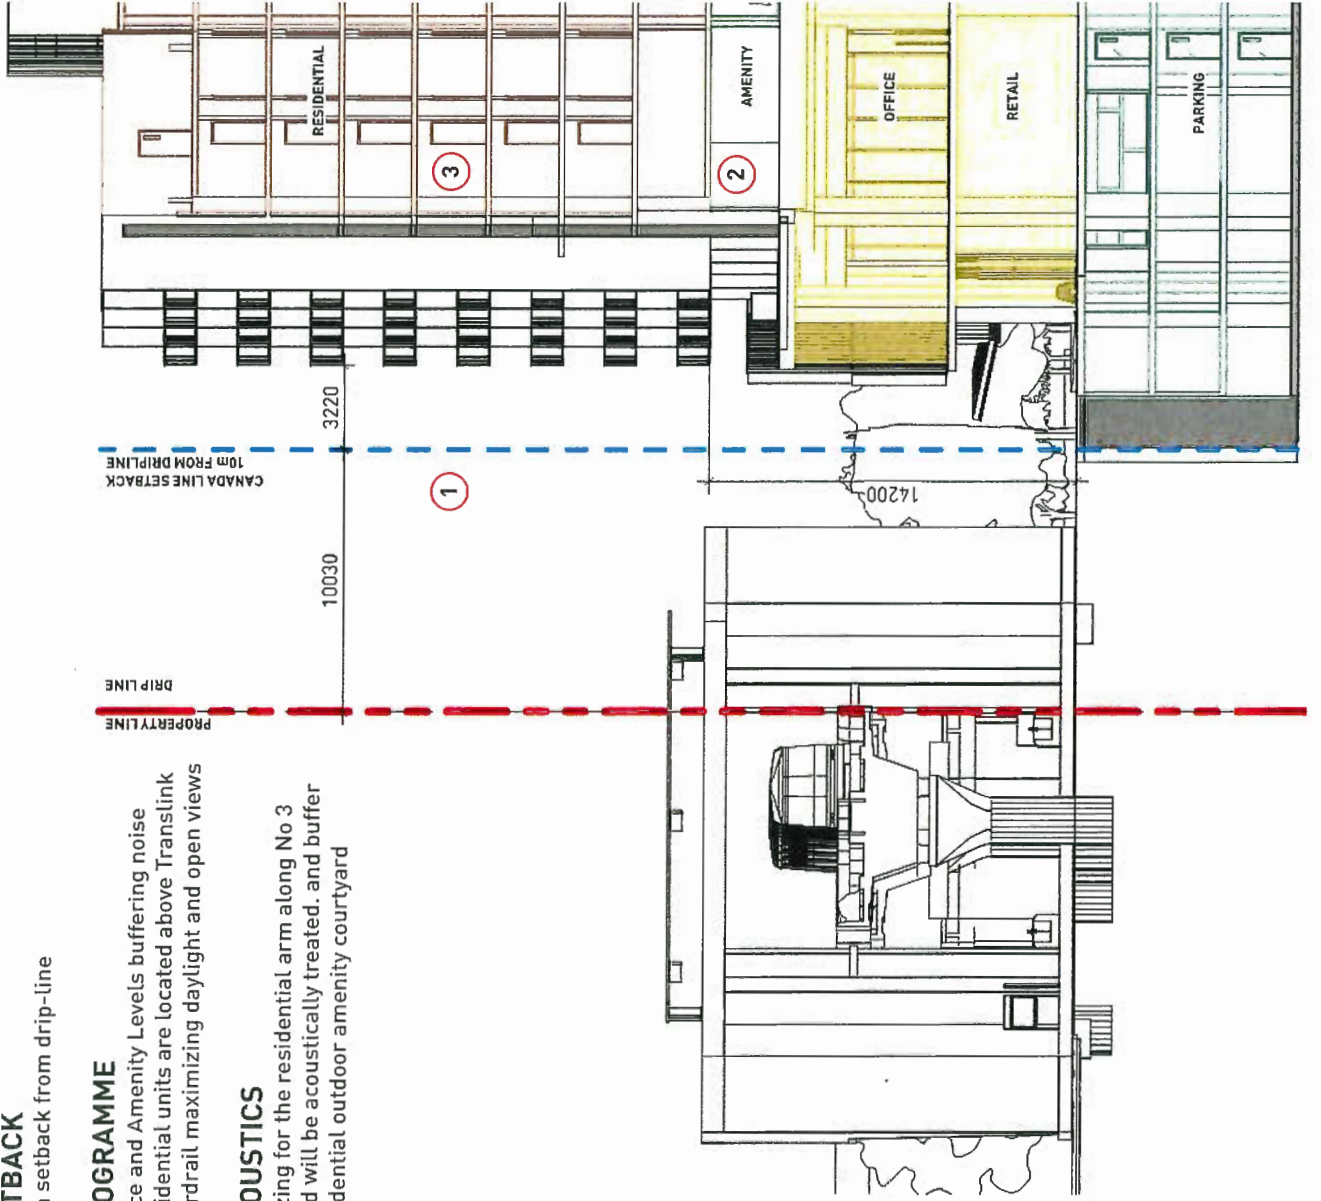 TBACK
setback from drip-line
OGRAMME
ce and Amenity Levels buffering noise
idential units are located above Translink
rdrail maximizing daylight and open views
OUSTICS
zing for the residential arm along No 3
d will be acoustically treated. and buffer
dential outdoor amenity courtyard
PROPERTY LINE
DRIP LINE
CANADA LINE SETBACK
10m FROM DRIPLINE
10030
3220
14200
1
2
3
RESIDENTIAL
AMENITY
OFFICE
RETAIL
PARKING